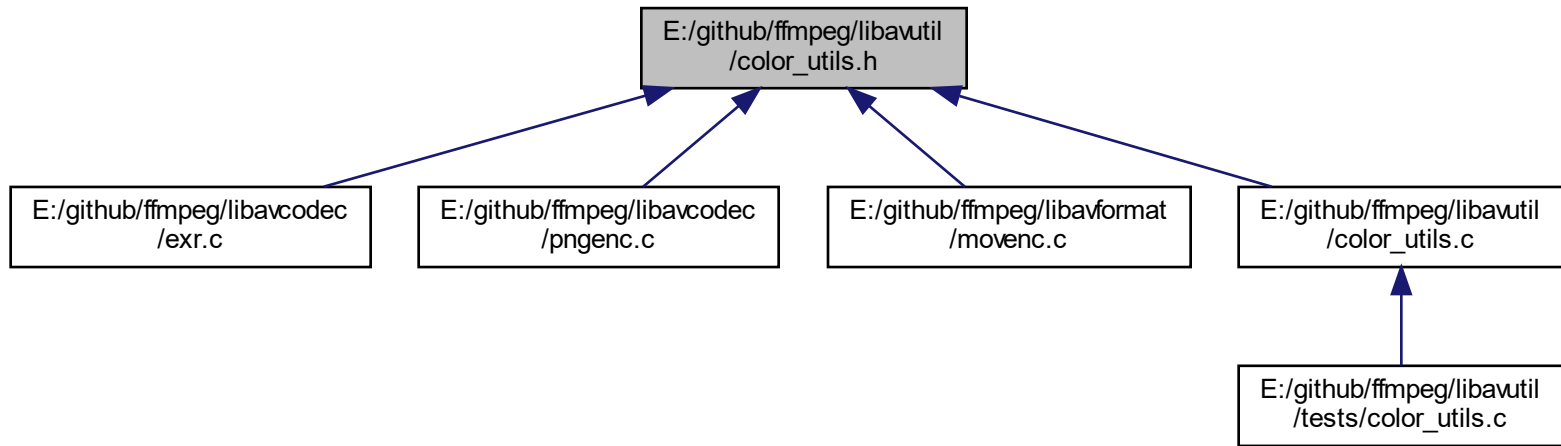 E:/github/ffmpeg/libavutil
/color_utils.h
E:/github/ffmpeg/libavcodec
/exr.c
E:/github/ffmpeg/libavcodec
/pngenc.c
E:/github/ffmpeg/libavformat
/movenc.c
E:/github/ffmpeg/libavutil
/color_utils.c
E:/github/ffmpeg/libavutil
/tests/color_utils.c